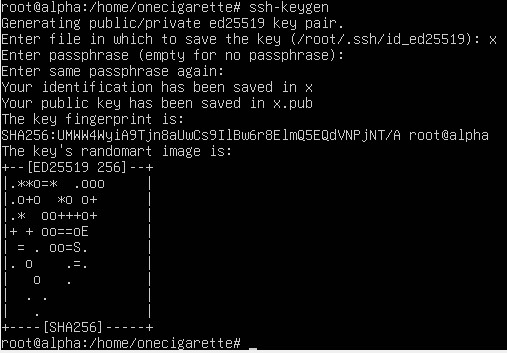 root@alpha:/home/onecigarette# ssh-keygen
Generating public/private ed25519 key pair.
Enter file in which to save the key (/root/.ssh/id_ed25519): x
Enter passphrase (empty for no passphrase):
Enter same passphrase again:
Your identification has been saved in x
Your public key has been saved in x.pub
The key fingerprint is:
SHA256:UMWW4WyiA9Tjn8aUwCs9IlBw6r8ElmQ5EQdVNPjNT/A root@alpha
The key's randomart image is:
+--[ED25519 256]--+
|.**o=*  .ooo     |
|.o+o  *o o+      |
|.*  oo+++o+      |
|+ + oo==oE       |
| = . oo=S.       |
|. o    .=.       |
|   o   .         |
|  . .            |
|   .             |
+----[SHA256]-----+
root@alpha:/home/onecigarette# _